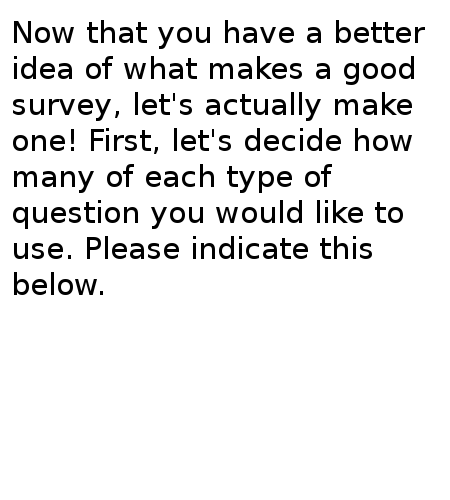 Now that you have a better
idea of what makes a good
survey, let's actually make
one! First, let's decide how
many of each type of
question you would like to
use. Please indicate this
below.